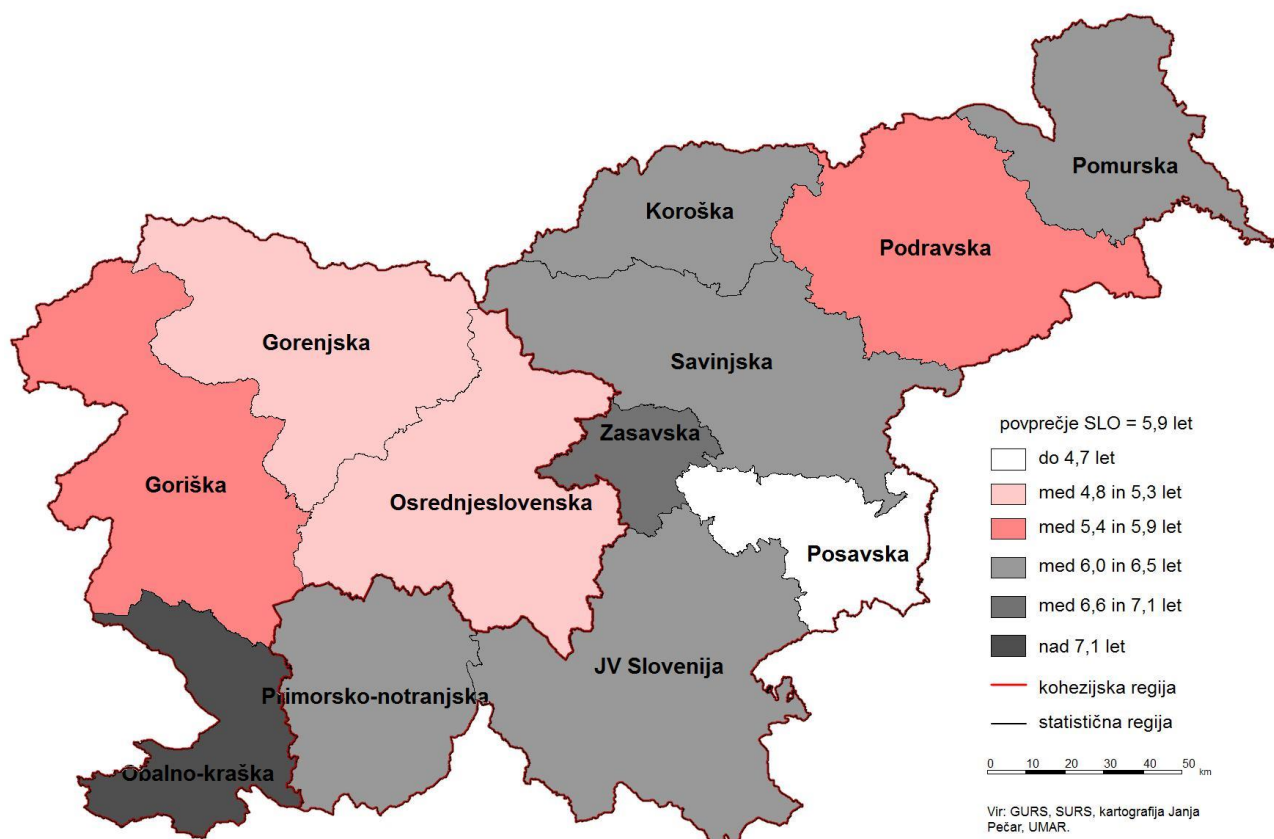 Pomurska
Koroška
Podravska
Gorenjska
Savinjska
Zasavska
Goriška
Osrednjeslovenska
Posavska
JV Slovenija
Primorsko-notranjska
Obalno-kraška
povprečje SLO = 5,9 let
do 4,7 let
med 4,8 in 5,3 let
med 5,4 in 5,9 let
med 6,0 in 6,5 let
med 6,6 in 7,1 let
nad 7,1 let
kohezijska regija
statistična regija
0 10 20 30 40 50
km
Vir: GURS, SURS, kartografija Janja
Pečar, UMAR.